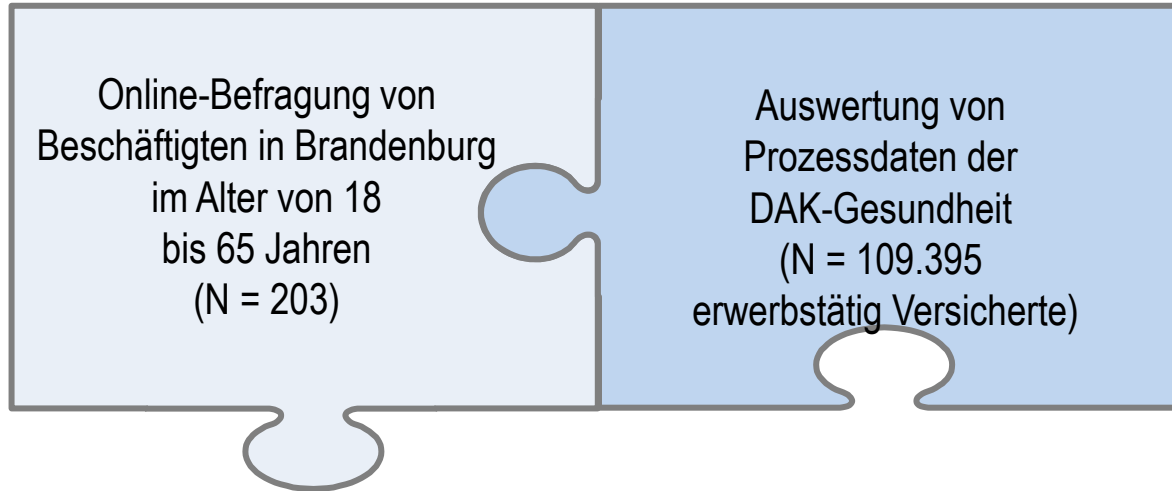 Online-Befragung von
Beschäftigten in Brandenburg
im Alter von 18
bis 65 Jahren
(N = 203)
Auswertung von
Prozessdaten der
DAK-Gesundheit
(N = 109.395
erwerbstätig Versicherte)